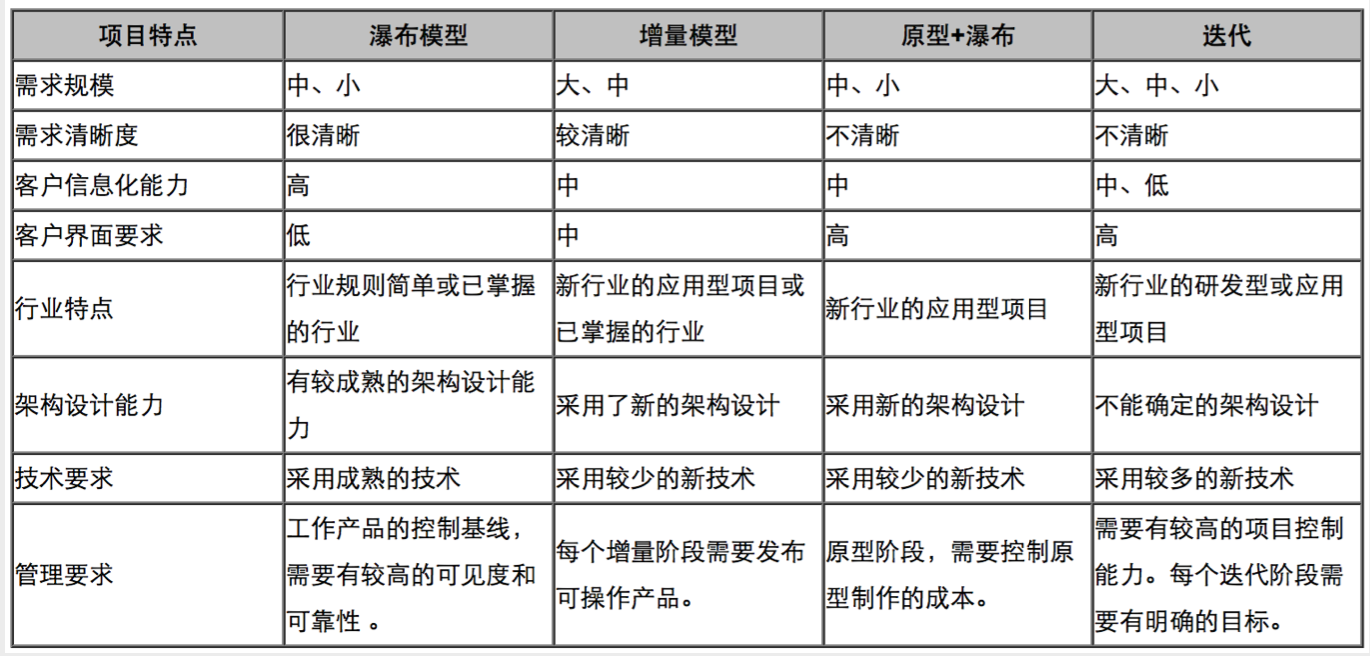 项目特点 瀑布模型 增量模型 原型+瀑布 迭代
需求规模 中、小 大、中 中、小 大、中、小
需求清晰度 很清晰 较清晰 不清晰 不清晰
客户信息化能力 高 中 中 中、低
客户界面要求 低 中 高 高
行业特点
行业规则简单或已掌握
的行业
新行业的应用型项目或
已掌握的行业
新行业的应用型项目
新行业的研发型或应用
型项目
架构设计能力
有较成熟的架构设计能
力
采用了新的架构设计
采用新的架构设计
不能确定的架构设计
技术要求 采用成熟的技术 采用较少的新技术 采用较少的新技术 采用较多的新技术
管理要求
工作产品的控制基线，
需要有较高的可见度和
可靠性 。
每个增量阶段需要发布
可操作产品。
原型阶段，需要控制原
型制作的成本。
需要有较高的项目控制
能力。每个迭代阶段需
要有明确的目标。